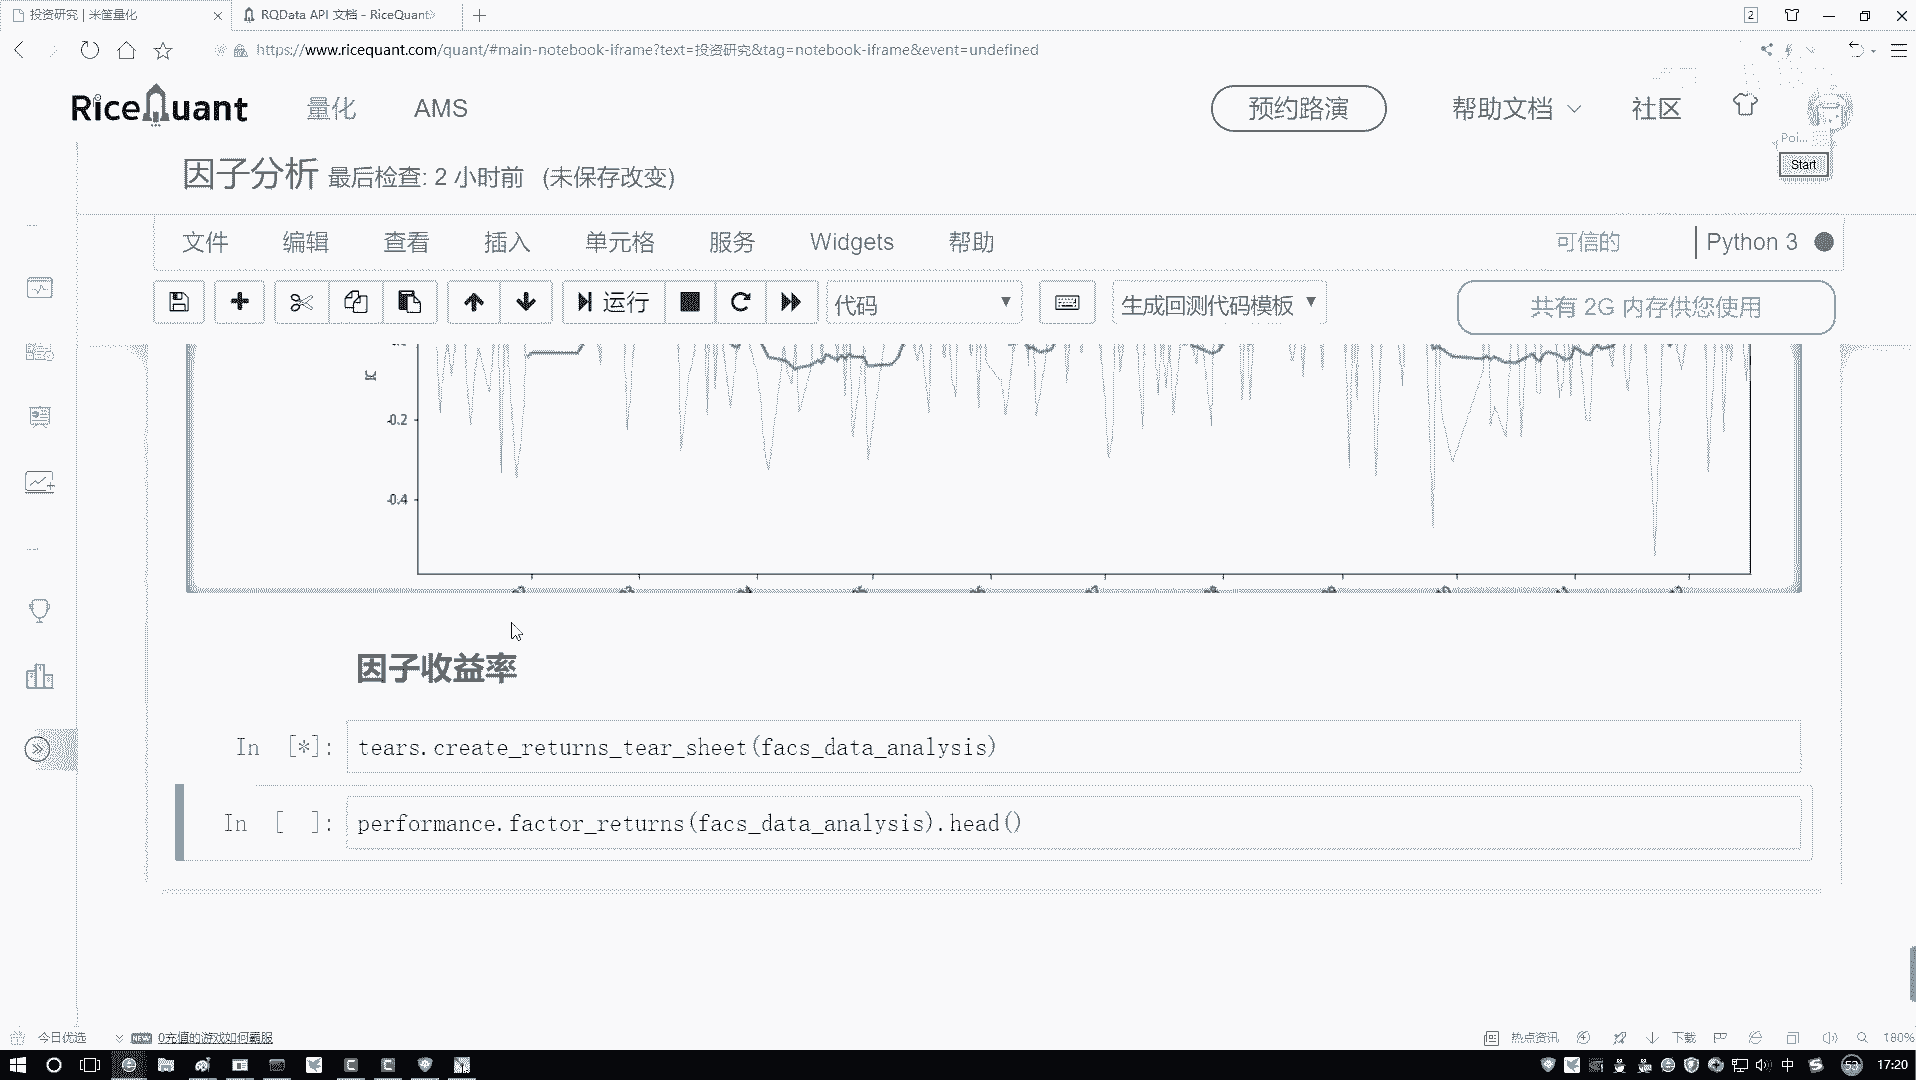 投资研究 | 米筐量化
RQData API 文档 - RiceQuant
2
https://www.ricequant.com/quant/#main-notebook-iframe?text=投资研究&tag=notebook-iframe&event=undefined
RiceQuant 量化 AMS 预约路演 帮助文档 社区
Poi...
Start
因子分析 最后检查: 2 小时前 (未保存改变)
文件 编辑 查看 插入 单元格 服务 Widgets 帮助 可信的 Python 3
运行 代码 生成回测代码模板 共有 2G 内存供您使用
IC
-0.2
-0.4
因子收益率
In [*]: tears.create_returns_tear_sheet(facs_data_analysis)
In [ ]: performance.factor_returns(facs_data_analysis).head()
今日优选 NEW 0充值的游戏如何霸服 热点资讯 下载 180%
中 53 17:20